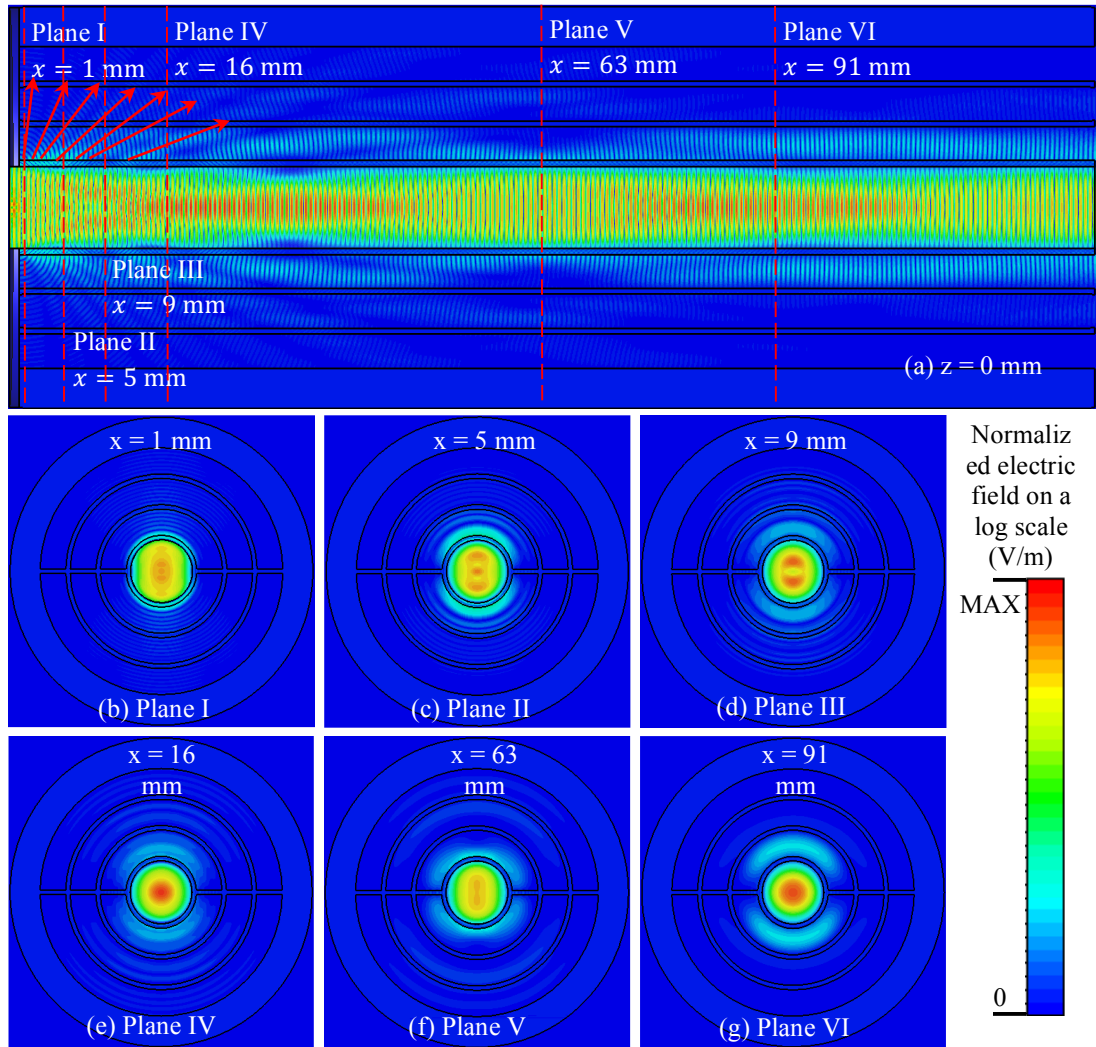 Plane I
x = 1 mm
Plane IV
x = 16 mm
Plane V
x = 63 mm
Plane VI
x = 91 mm
Plane III
x = 9 mm
Plane II
x = 5 mm
(a) z = 0 mm
x = 1 mm
(b) Plane I
x = 5 mm
(c) Plane II
x = 9 mm
(d) Plane III
x = 16
mm
(e) Plane IV
x = 63
mm
(f) Plane V
x = 91
mm
(g) Plane VI
Normaliz
ed electric
field on a
log scale
(V/m)
MAX
0